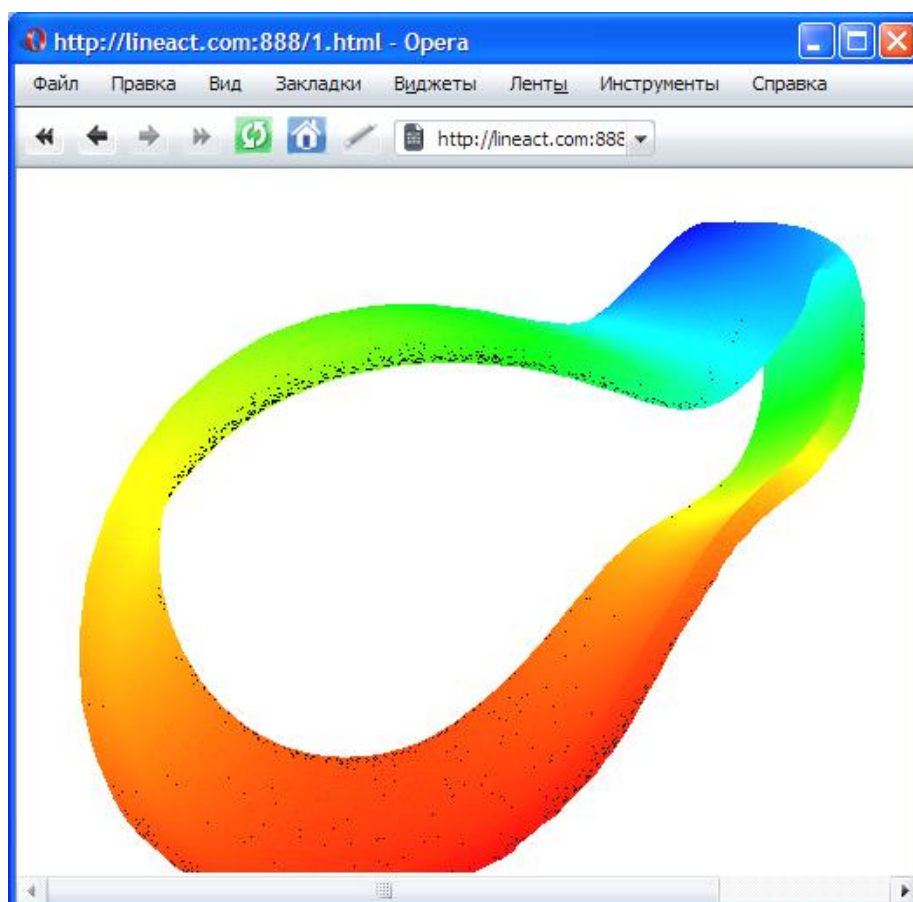 http://lineact.com:888/1.html - Opera
Файл Правка Вид Закладки Виджеты Ленты Инструменты Справка
http://lineact.com:888